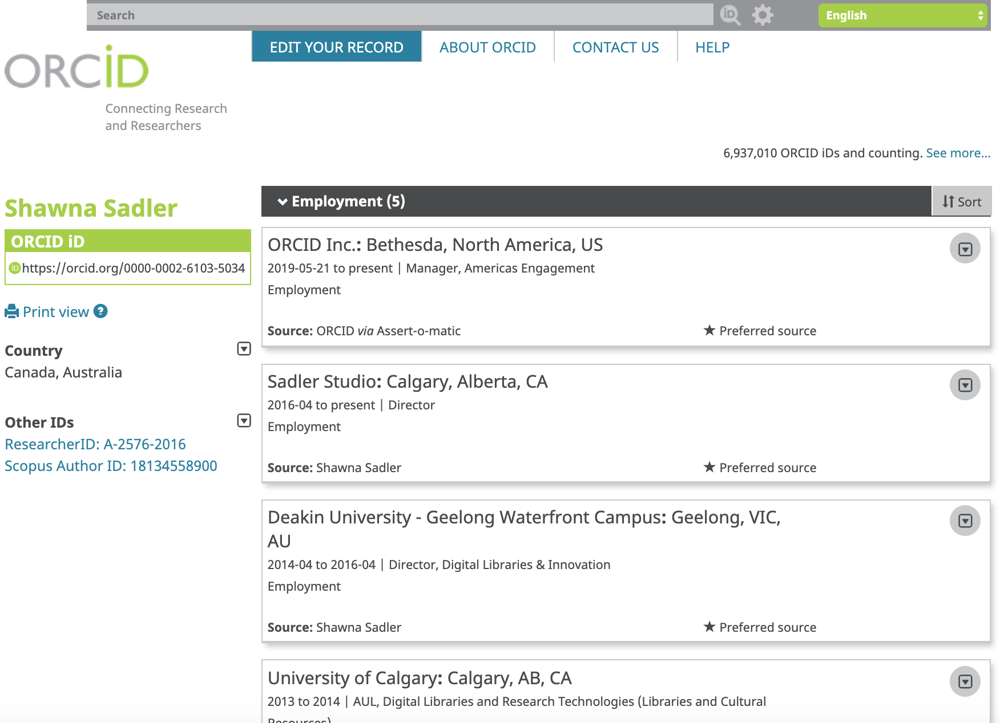 Search
English
EDIT YOUR RECORD
ABOUT ORCID
CONTACT US
HELP
ORCiD
Connecting Research
and Researchers
6,937,010 ORCID iDs and counting. See more...
Shawna Sadler
ORCID iD
iD https://orcid.org/0000-0002-6103-5034
Print view ?
Country
Canada, Australia
Other IDs
ResearcherID: A-2576-2016
Scopus Author ID: 18134558900
Employment (5)
Sort
ORCID Inc.: Bethesda, North America, US
2019-05-21 to present | Manager, Americas Engagement
Employment
Source: ORCID via Assert-o-matic
★ Preferred source
Sadler Studio: Calgary, Alberta, CA
2016-04 to present | Director
Employment
Source: Shawna Sadler
★ Preferred source
Deakin University - Geelong Waterfront Campus: Geelong, VIC,
AU
2014-04 to 2016-04 | Director, Digital Libraries & Innovation
Employment
Source: Shawna Sadler
★ Preferred source
University of Calgary: Calgary, AB, CA
2013 to 2014 | AUL, Digital Libraries and Research Technologies (Libraries and Cultural
Resources)